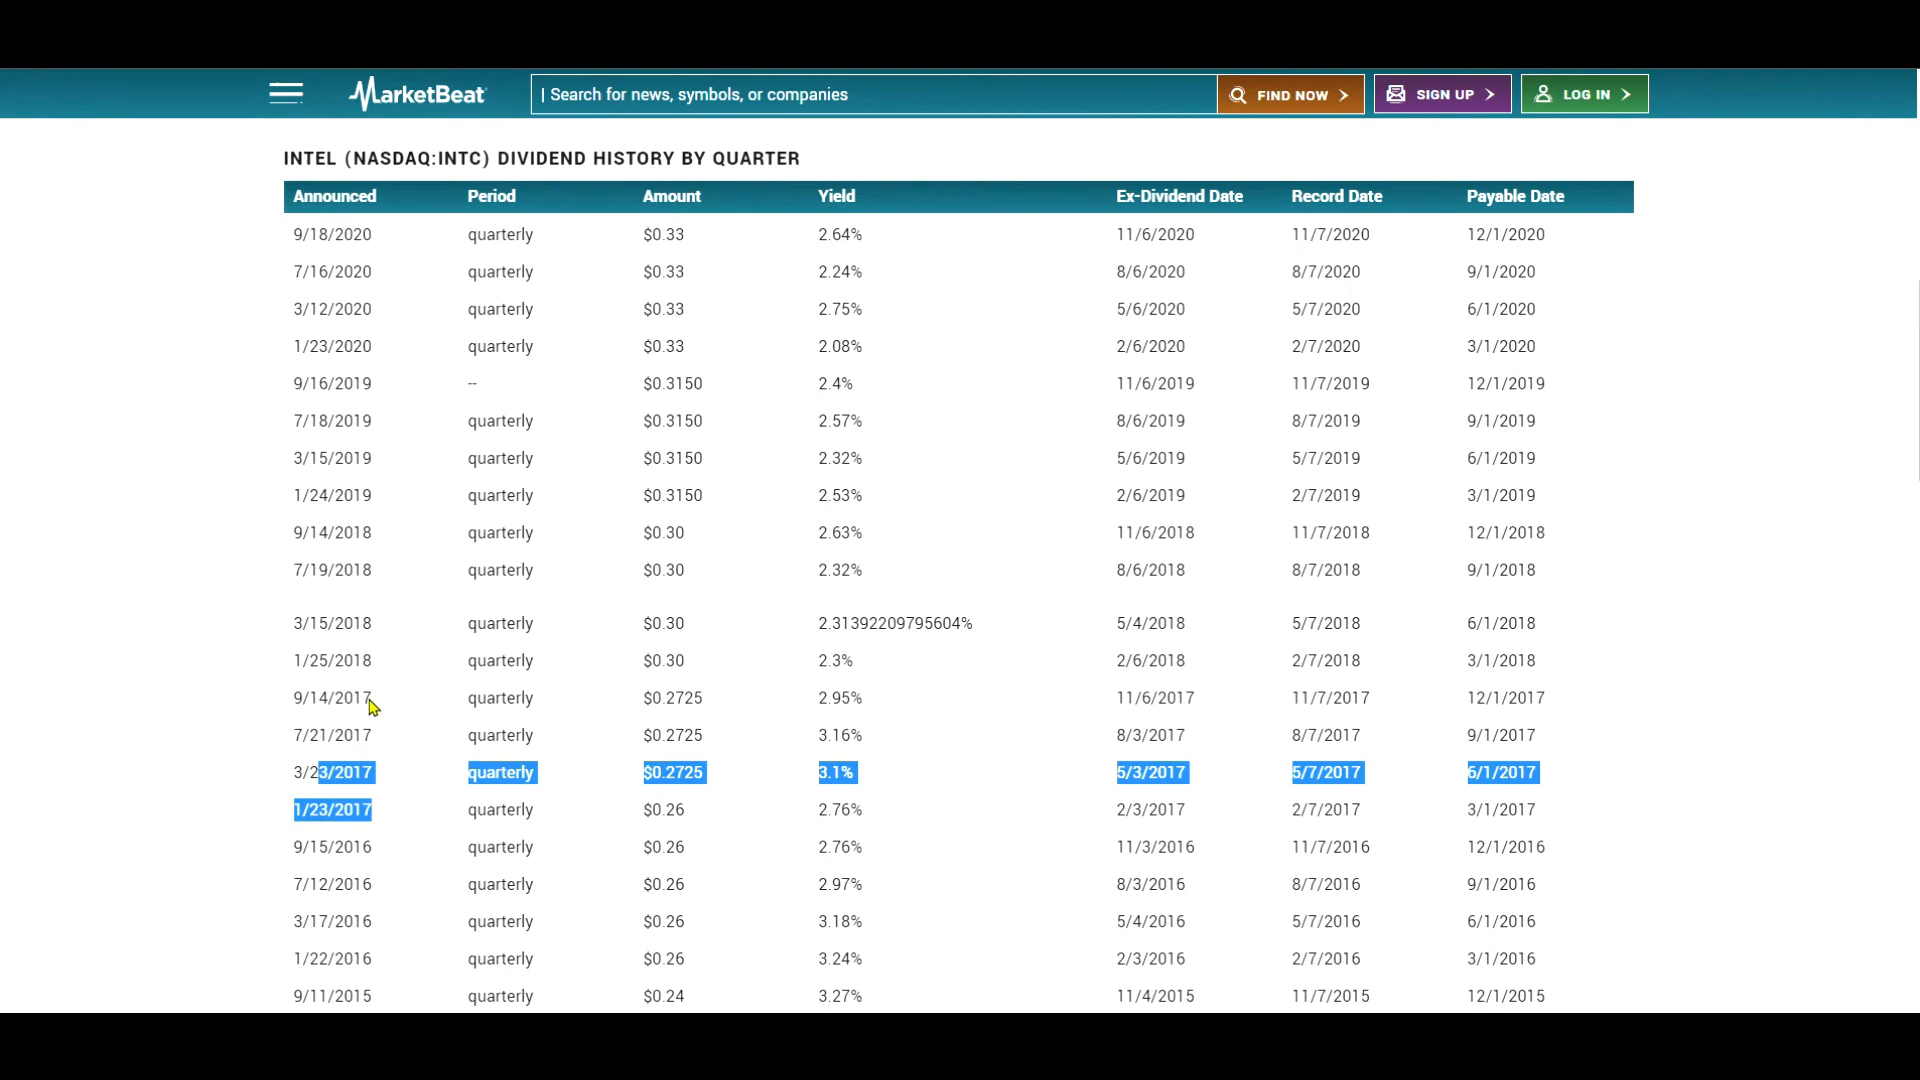 MarketBeat | Search for news, symbols, or companies FIND NOW SIGN UP LOG IN
INTEL (NASDAQ:INTC) DIVIDEND HISTORY BY QUARTER
Announced Period Amount Yield Ex-Dividend Date Record Date Payable Date
9/18/2020 quarterly $0.33 2.64% 11/6/2020 11/7/2020 12/1/2020
7/16/2020 quarterly $0.33 2.24% 8/6/2020 8/7/2020 9/1/2020
3/12/2020 quarterly $0.33 2.75% 5/6/2020 5/7/2020 6/1/2020
1/23/2020 quarterly $0.33 2.08% 2/6/2020 2/7/2020 3/1/2020
9/16/2019 -- $0.3150 2.4% 11/6/2019 11/7/2019 12/1/2019
7/18/2019 quarterly $0.3150 2.57% 8/6/2019 8/7/2019 9/1/2019
3/15/2019 quarterly $0.3150 2.32% 5/6/2019 5/7/2019 6/1/2019
1/24/2019 quarterly $0.3150 2.53% 2/6/2019 2/7/2019 3/1/2019
9/14/2018 quarterly $0.30 2.63% 11/6/2018 11/7/2018 12/1/2018
7/19/2018 quarterly $0.30 2.32% 8/6/2018 8/7/2018 9/1/2018
3/15/2018 quarterly $0.30 2.31392209795604% 5/4/2018 5/7/2018 6/1/2018
1/25/2018 quarterly $0.30 2.3% 2/6/2018 2/7/2018 3/1/2018
9/14/2017 quarterly $0.2725 2.95% 11/6/2017 11/7/2017 12/1/2017
7/21/2017 quarterly $0.2725 3.16% 8/3/2017 8/7/2017 9/1/2017
3/23/2017 quarterly $0.2725 3.1% 5/3/2017 5/7/2017 6/1/2017
1/23/2017 quarterly $0.26 2.76% 2/3/2017 2/7/2017 3/1/2017
9/15/2016 quarterly $0.26 2.76% 11/3/2016 11/7/2016 12/1/2016
7/12/2016 quarterly $0.26 2.97% 8/3/2016 8/7/2016 9/1/2016
3/17/2016 quarterly $0.26 3.18% 5/4/2016 5/7/2016 6/1/2016
1/22/2016 quarterly $0.26 3.24% 2/3/2016 2/7/2016 3/1/2016
9/11/2015 quarterly $0.24 3.27% 11/4/2015 11/7/2015 12/1/2015